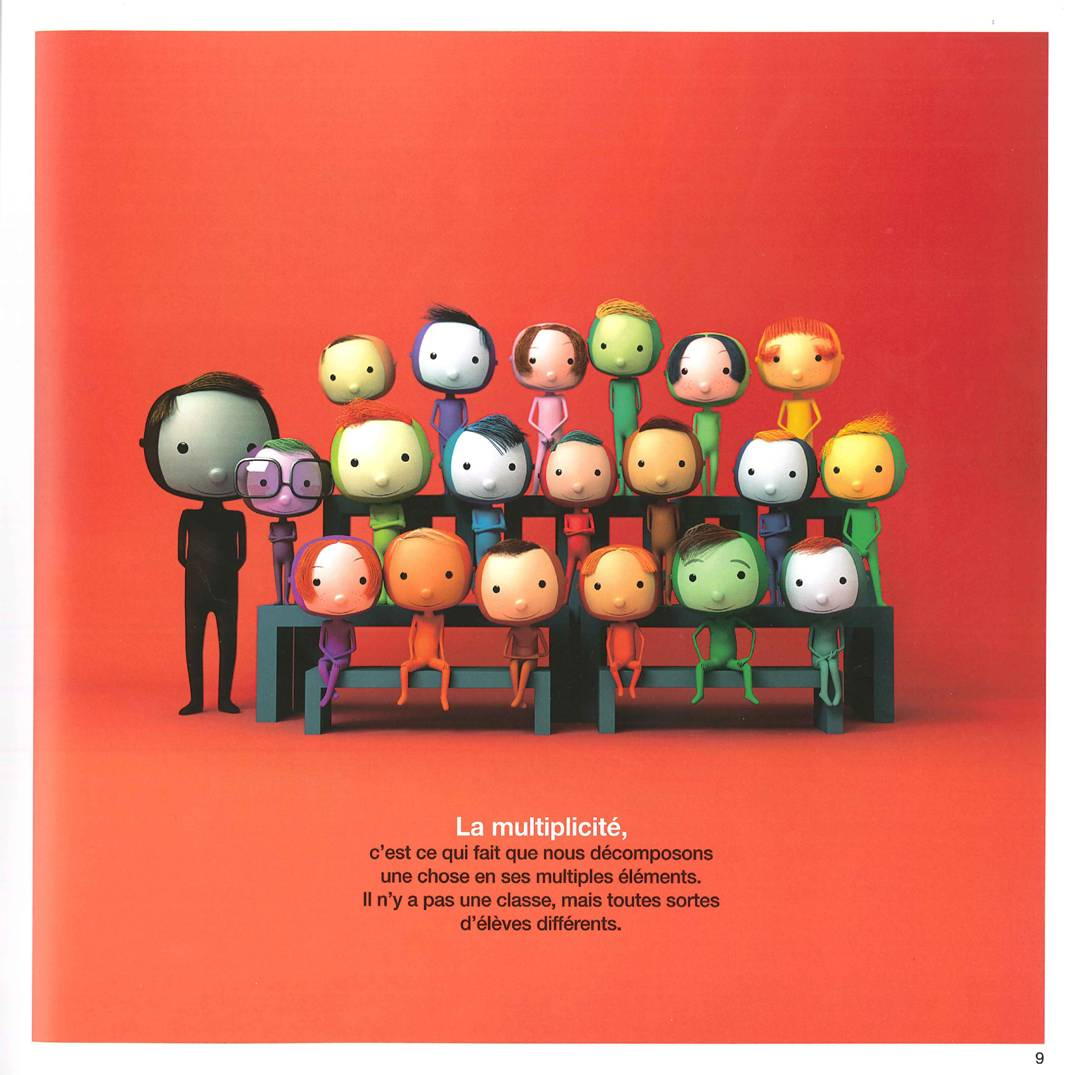 La multiplicité,
c’est ce qui fait que nous décomposons
une chose en ses multiples éléments.
Il n’y a pas une classe, mais toutes sortes
d’élèves différents.
9